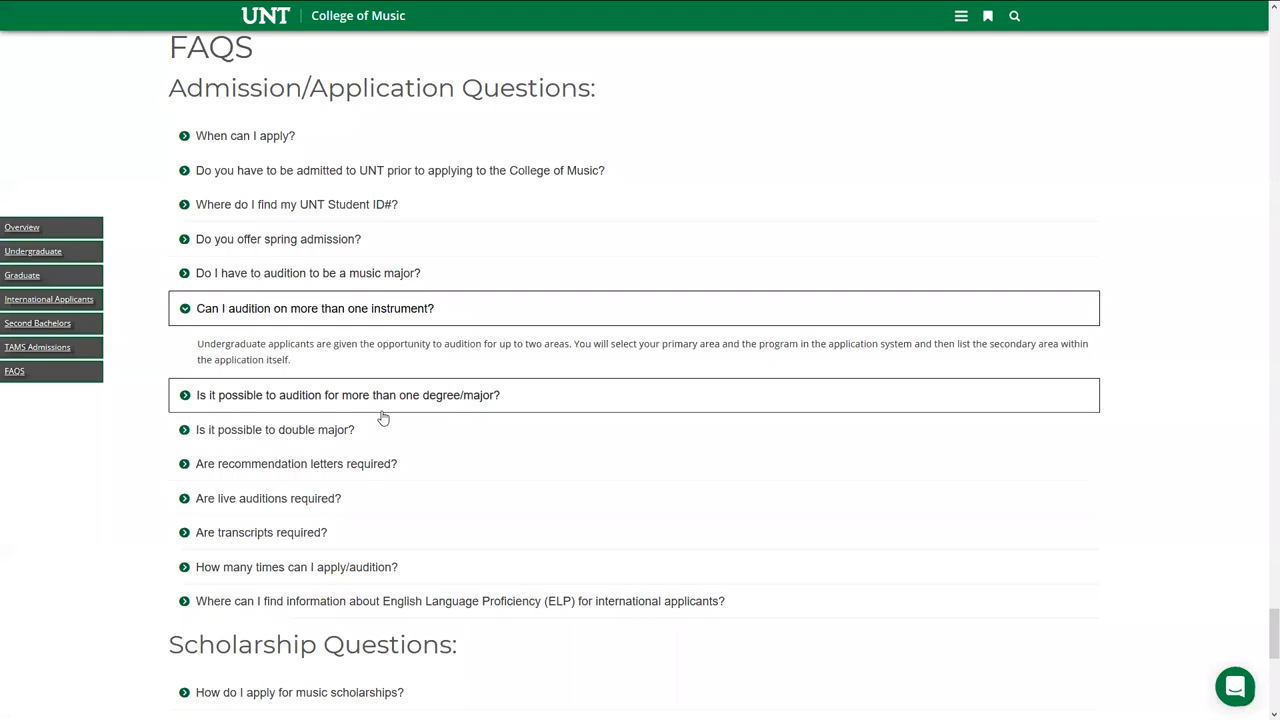 UNT College of Music
FAQS
Admission/Application Questions:
When can I apply?
Do you have to be admitted to UNT prior to applying to the College of Music?
Where do I find my UNT Student ID#?
Do you offer spring admission?
Do I have to audition to be a music major?
Can I audition on more than one instrument?
Undergraduate applicants are given the opportunity to audition for up to two areas. You will select your primary area and the program in the application system and then list the secondary area within
the application itself.
Is it possible to audition for more than one degree/major?
Is it possible to double major?
Are recommendation letters required?
Are live auditions required?
Are transcripts required?
How many times can I apply/audition?
Where can I find information about English Language Proficiency (ELP) for international applicants?
Scholarship Questions:
How do I apply for music scholarships?
Overview
Undergraduate
Graduate
International Applicants
Second Bachelors
TAMS Admissions
FAQS